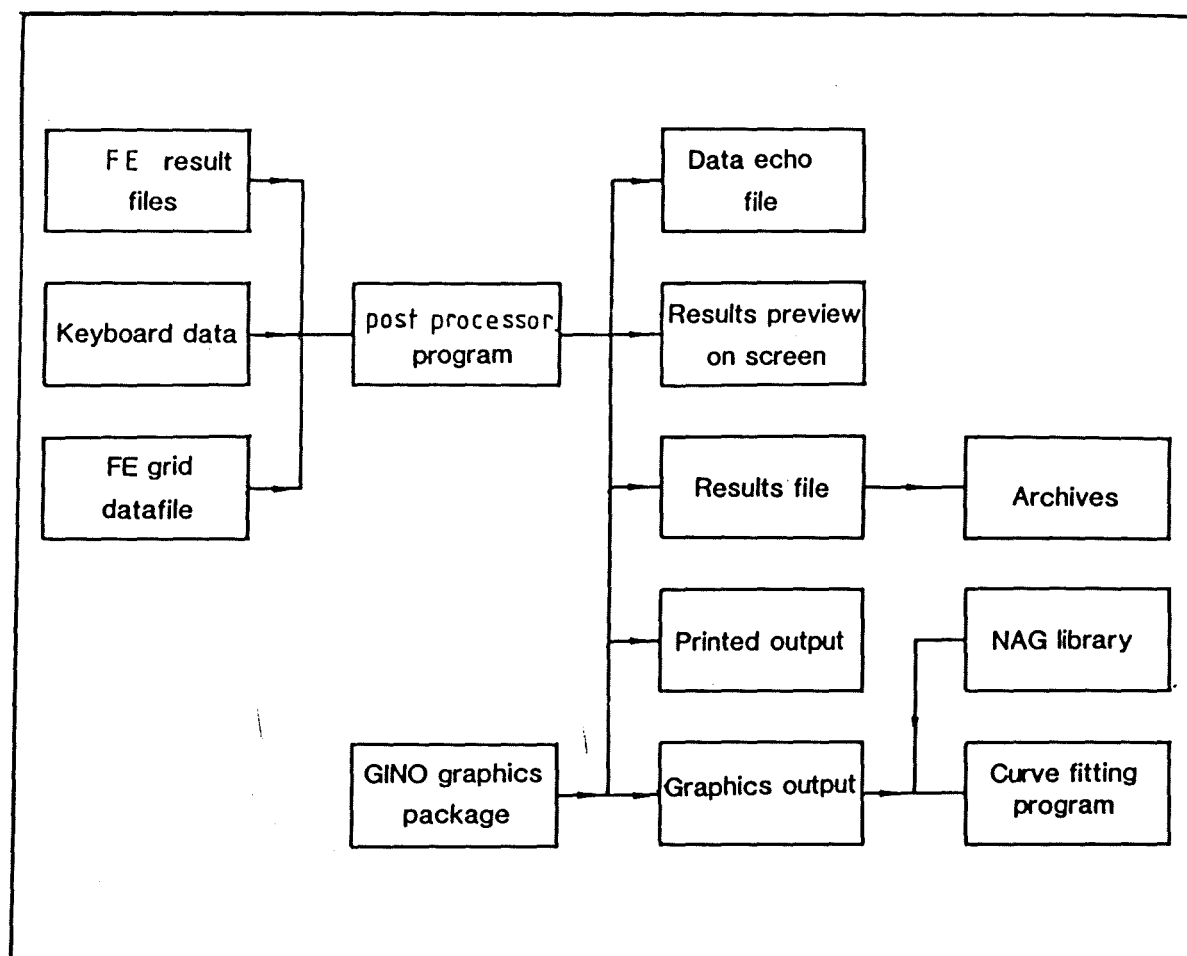 FE result
files
Keyboard data
FE grid
datafile
post processor
program
GINO graphics
package
Data echo
file
Results preview
on screen
Results file
Printed output
Graphics output
Archives
NAG library
Curve fitting
program